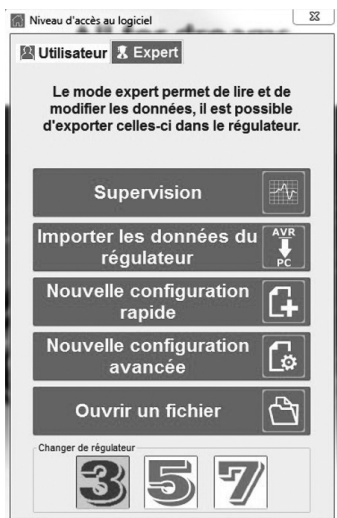 Niveau d'accès au logiciel
Utilisateur
Expert
Le mode expert permet de lire et de
modifier les données, il est possible
d'exporter celles-ci dans le régulateur.
Supervision
Importer les données du
régulateur
AVR
PC
Nouvelle configuration
rapide
Nouvelle configuration
avancée
Ouvrir un fichier
Changer de régulateur
3 5 7